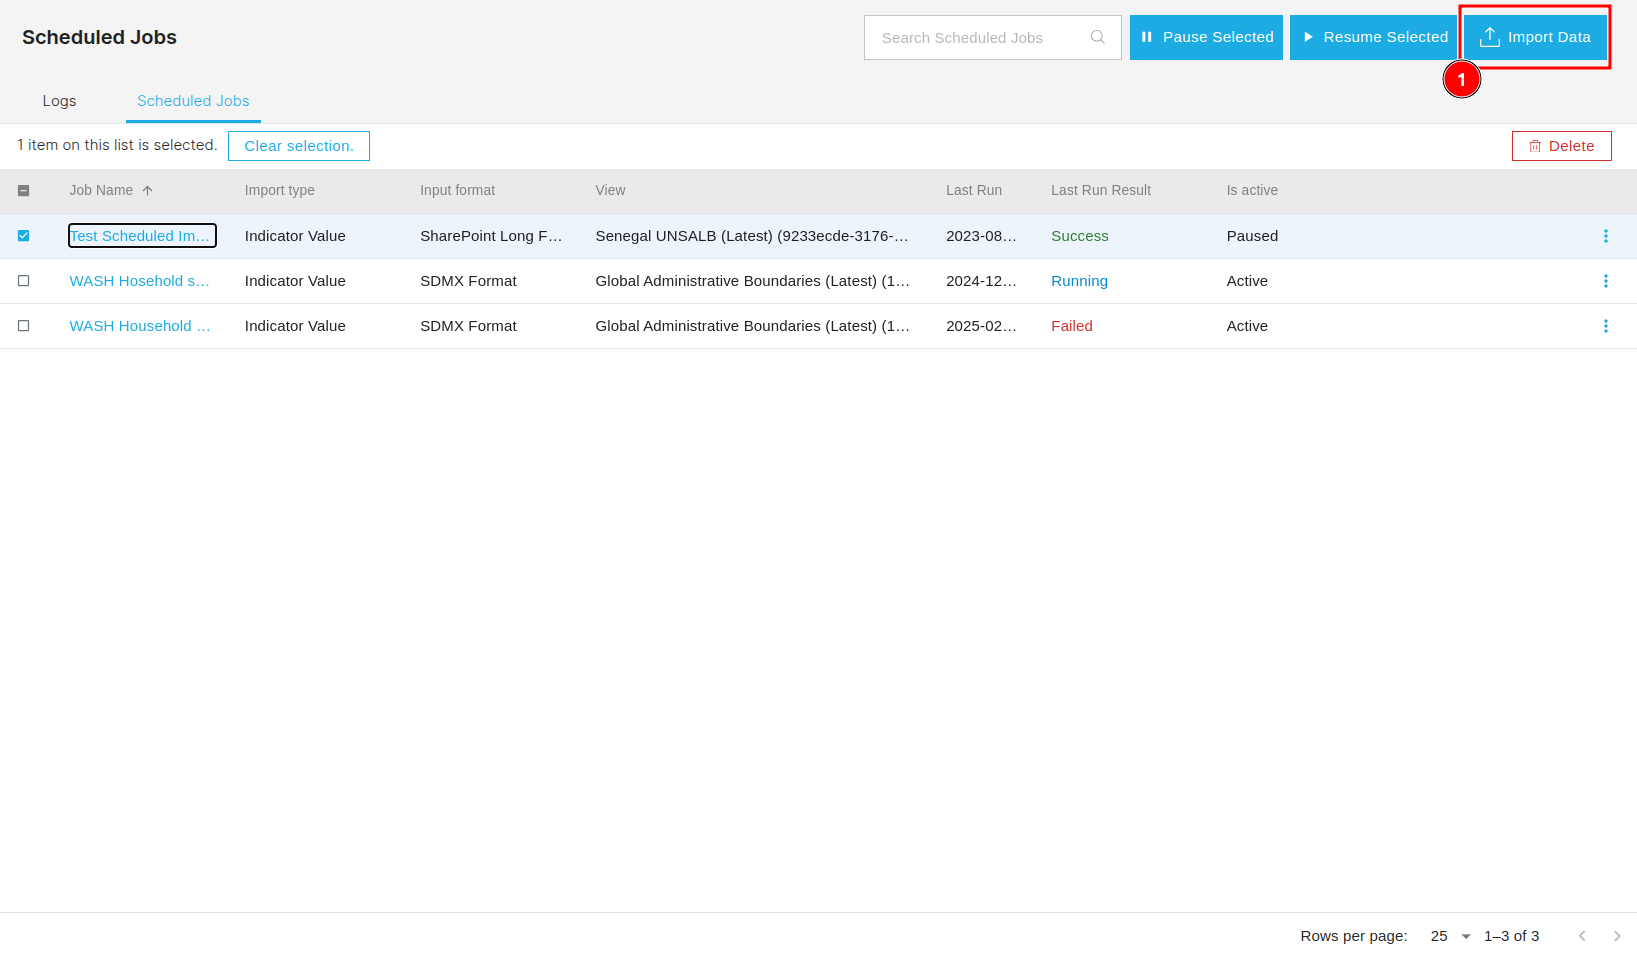 Scheduled Jobs
Search Scheduled Jobs
Pause Selected
Resume Selected
Import Data
1
Logs
Scheduled Jobs
1 item on this list is selected.
Clear selection.
Delete
Job Name Import type Input format View Last Run Last Run Result Is active
Test Scheduled Im… Indicator Value SharePoint Long F… Senegal UNSALB (Latest) (9233ecde-3176-… 2023-08… Success Paused
WASH Hosehold s… Indicator Value SDMX Format Global Administrative Boundaries (Latest) (1… 2024-12… Running Active
WASH Household … Indicator Value SDMX Format Global Administrative Boundaries (Latest) (1… 2025-02… Failed Active
Rows per page: 25 1–3 of 3